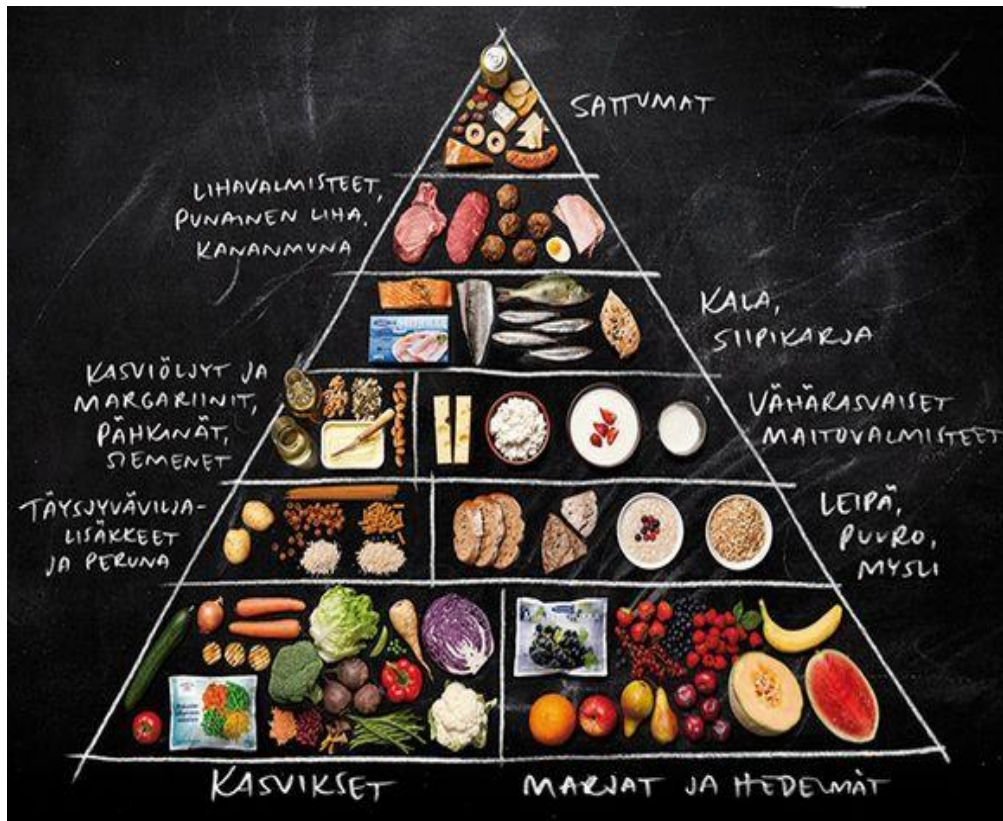 SATTUMAT
LIHAVALMISTEET,
PUNAINEN LIHA,
KANANMUNA
KALA,
SIIPIKARJA
KASVIÖLJYT JA
MARGARIINIT,
PÄHKINÄT,
SIEMENET
VÄHÄRASVAISET
MAITOVALMISTEET
TÄYSJYVÄVILJA-
LISÄKKEET
JA PERUNA
LEIPÄ,
PUURO,
MYSLI
KASVIKSET
MARJAT JA HEDELMÄT